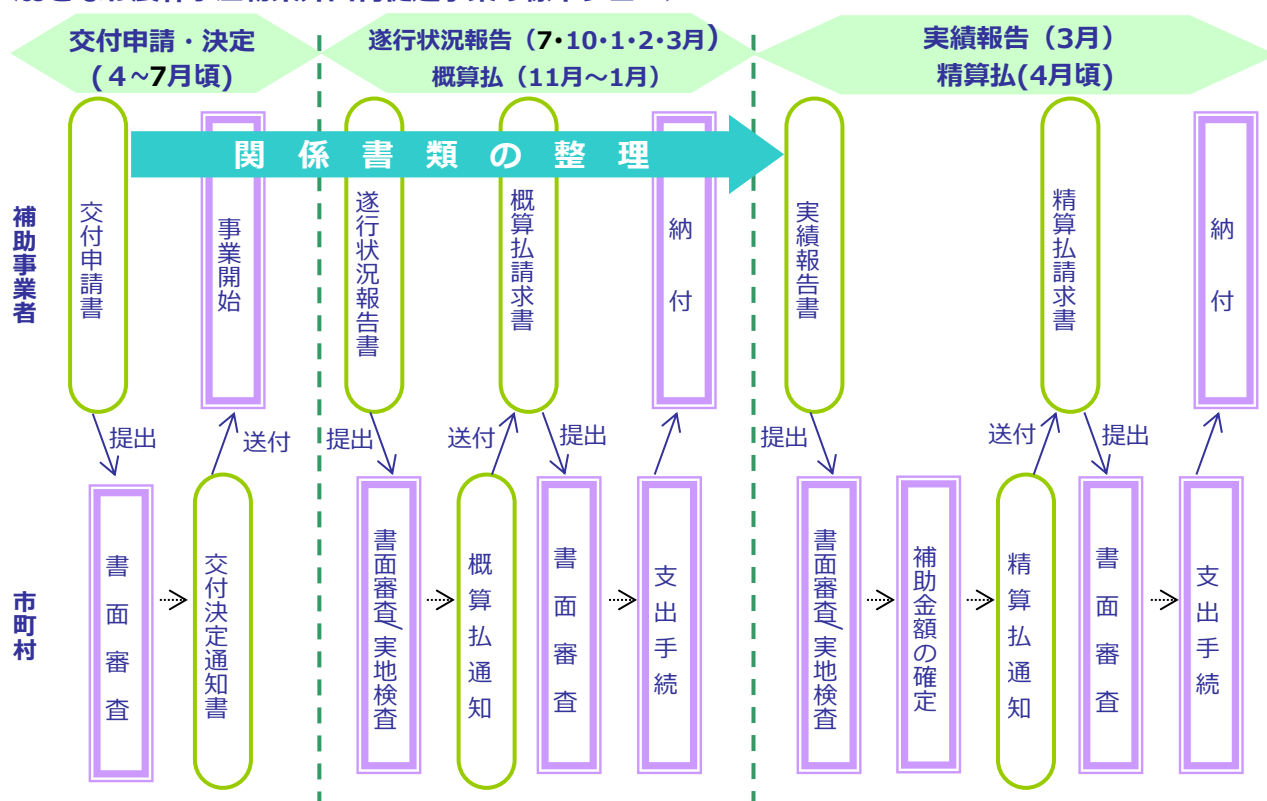 交付申請・決定
(４~7月頃)
遂行状況報告（7・10・1・2・3月）
概算払（11月～1月）
実績報告（3月）
精算払(4月頃)
関係書類の整理
補助事業者
交付申請書
事業開始
遂行状況報告書
概算払請求書
納付
実績報告書
精算払請求書
納付
提出
送付
提出
送付
提出
提出
送付
提出
市町村
書面審査
交付決定通知書
書面審査/実地検査
概算払通知
書面審査
支出手続
書面審査/実地検査
補助金額の確定
精算払通知
書面審査
支出手続